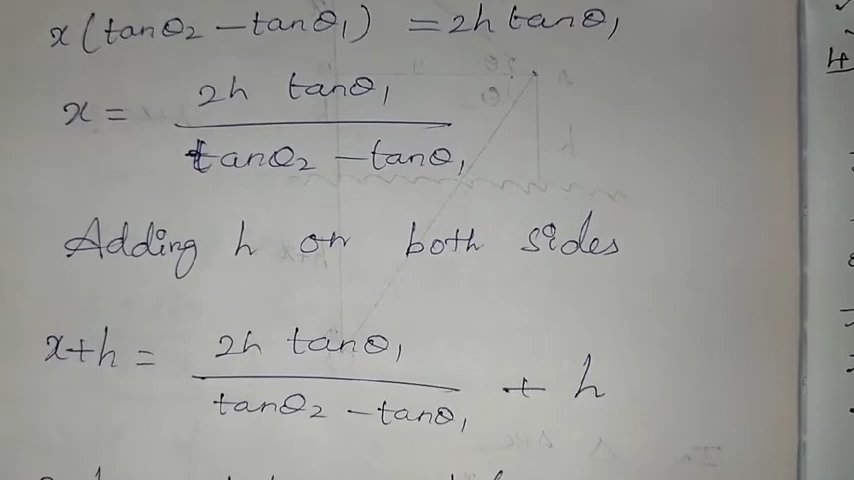 x(tanθ₂ − tanθ₁) = 2h tanθ₁
x = 2h tanθ₁ / tanθ₂ − tanθ₁
Adding h on both sides
x+h = 2h tanθ₁ / tanθ₂ − tanθ₁ + h